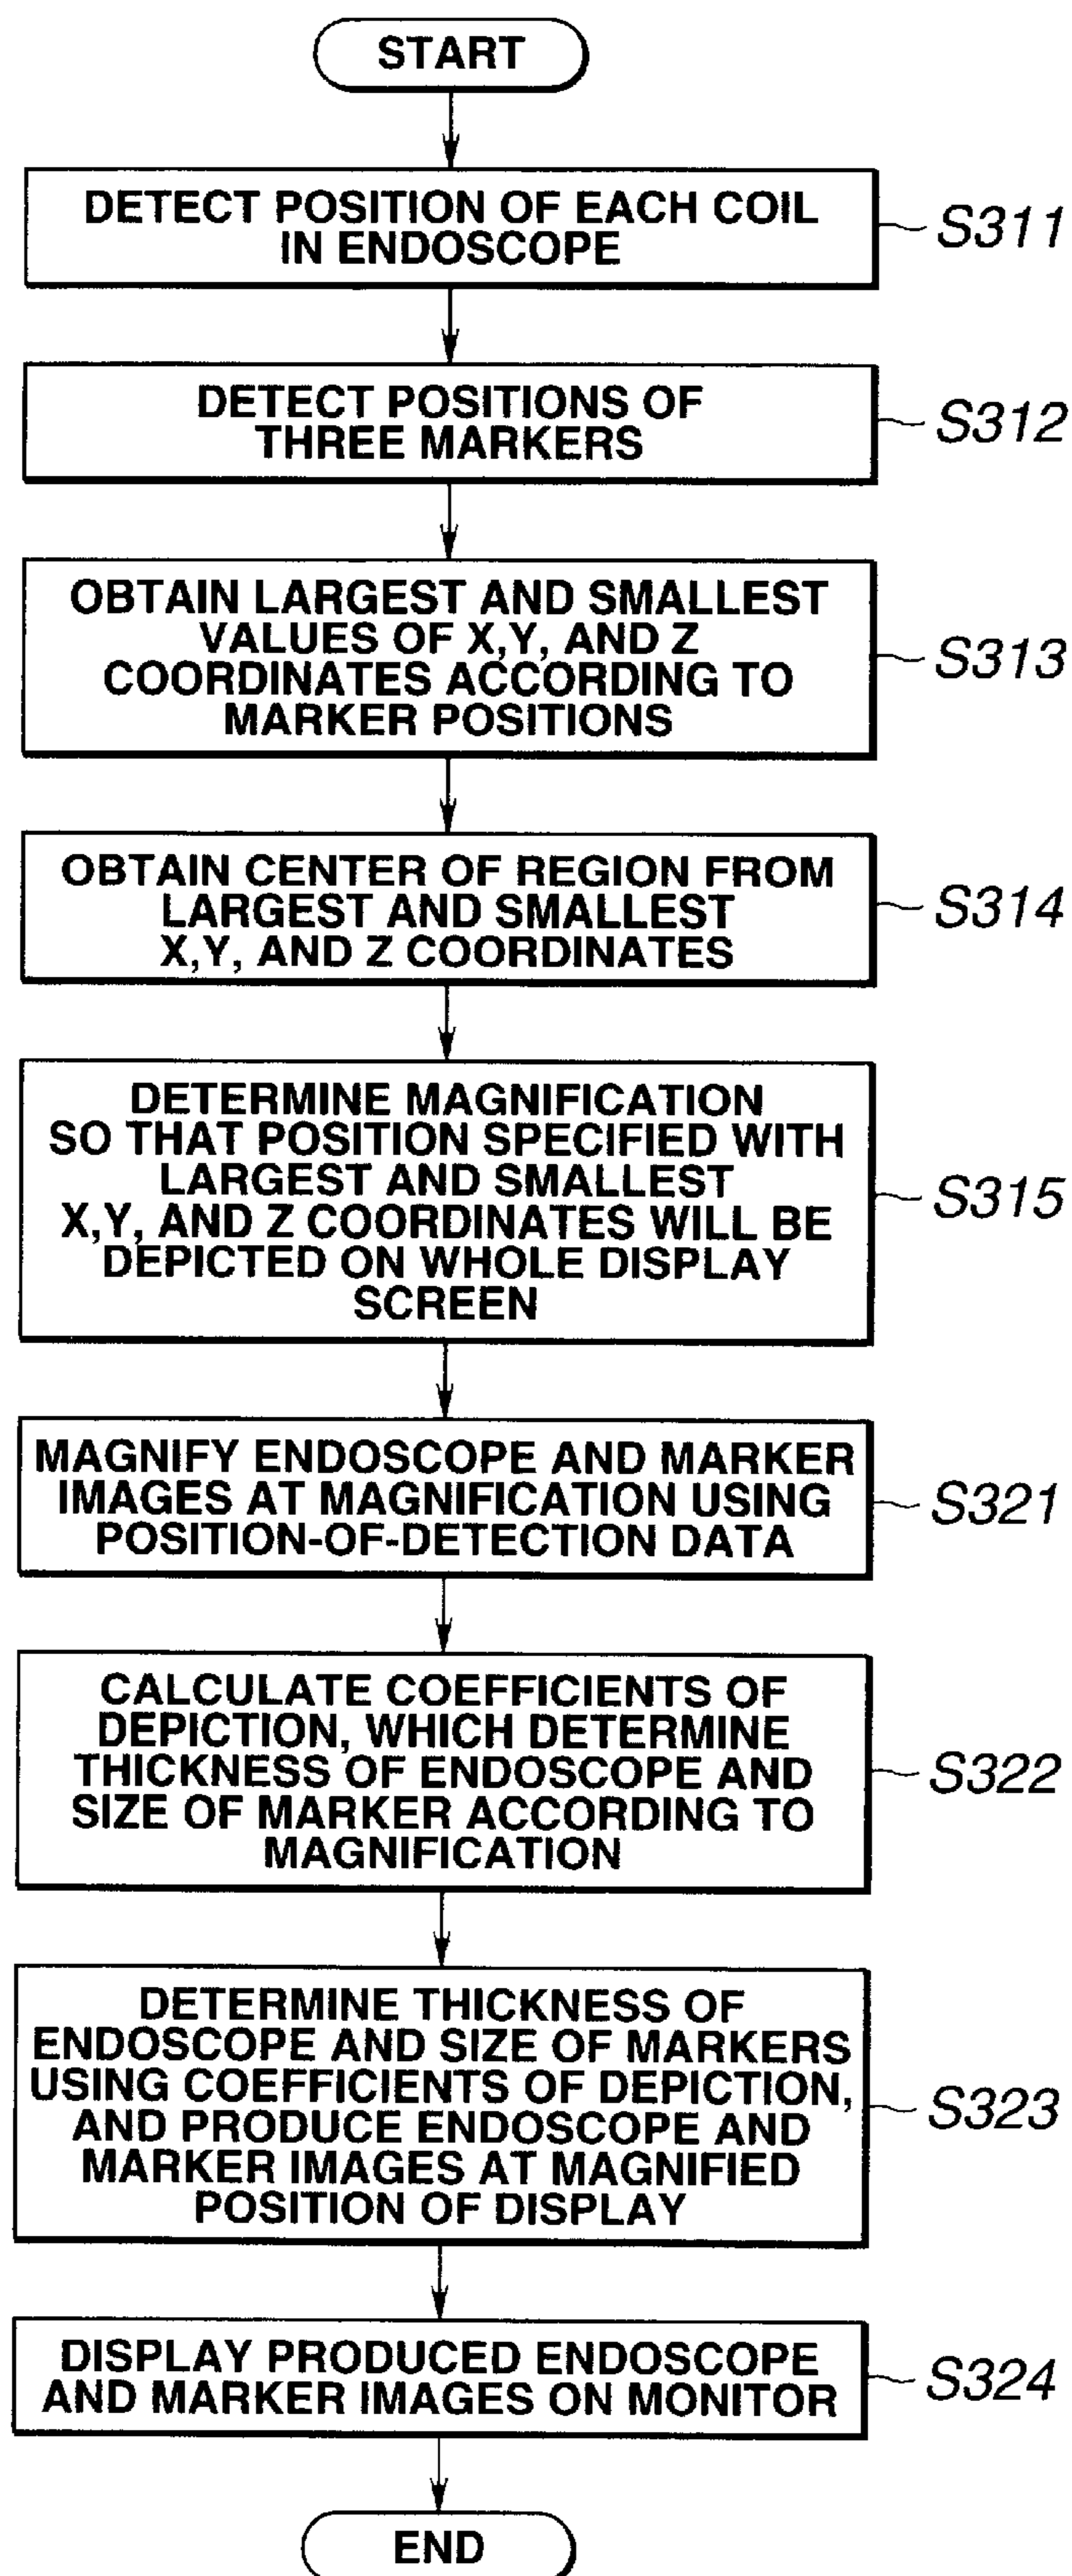 START
DETECT POSITION OF EACH COIL
IN ENDOSCOPE
S311
DETECT POSITIONS OF
THREE MARKERS
S312
OBTAIN LARGEST AND SMALLEST
VALUES OF X,Y, AND Z
COORDINATES ACCORDING TO
MARKER POSITIONS
S313
OBTAIN CENTER OF REGION FROM
LARGEST AND SMALLEST
X,Y, AND Z COORDINATES
S314
DETERMINE MAGNIFICATION
SO THAT POSITION SPECIFIED WITH
LARGEST AND SMALLEST
X,Y, AND Z COORDINATES WILL BE
DEPICTED ON WHOLE DISPLAY
SCREEN
S315
MAGNIFY ENDOSCOPE AND MARKER
IMAGES AT MAGNIFICATION USING
POSITION-OF-DETECTION DATA
S321
CALCULATE COEFFICIENTS OF
DEPICTION, WHICH DETERMINE
THICKNESS OF ENDOSCOPE AND
SIZE OF MARKER ACCORDING TO
MAGNIFICATION
S322
DETERMINE THICKNESS OF
ENDOSCOPE AND SIZE OF MARKERS
USING COEFFICIENTS OF DEPICTION,
AND PRODUCE ENDOSCOPE AND
MARKER IMAGES AT MAGNIFIED
POSITION OF DISPLAY
S323
DISPLAY PRODUCED ENDOSCOPE
AND MARKER IMAGES ON MONITOR
S324
END